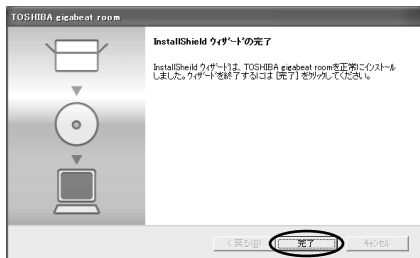 TOSHIBA gigabeat room
InstallShield ウィザードの完了
InstallSheild ウィザードは、TOSHIBA gigabeat roomを正常にインストール
しました。ウィザードを終了するには [完了] をクリックしてください。
< 戻る(B)
完了
キャンセル